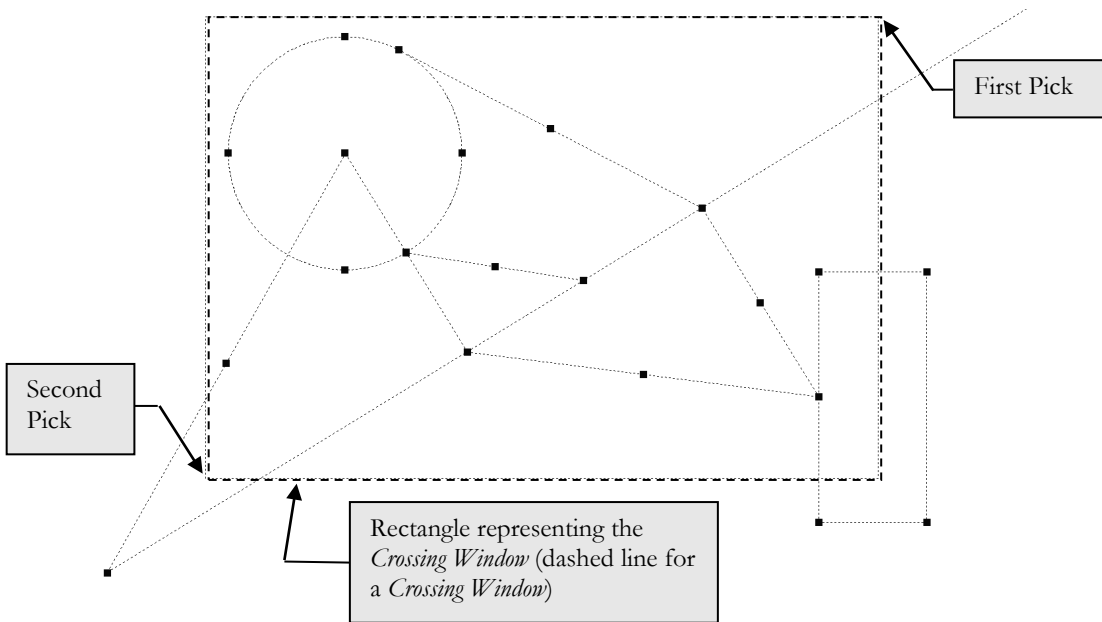 First Pick
Second
Pick
Rectangle representing the
Crossing Window (dashed line for
a Crossing Window)